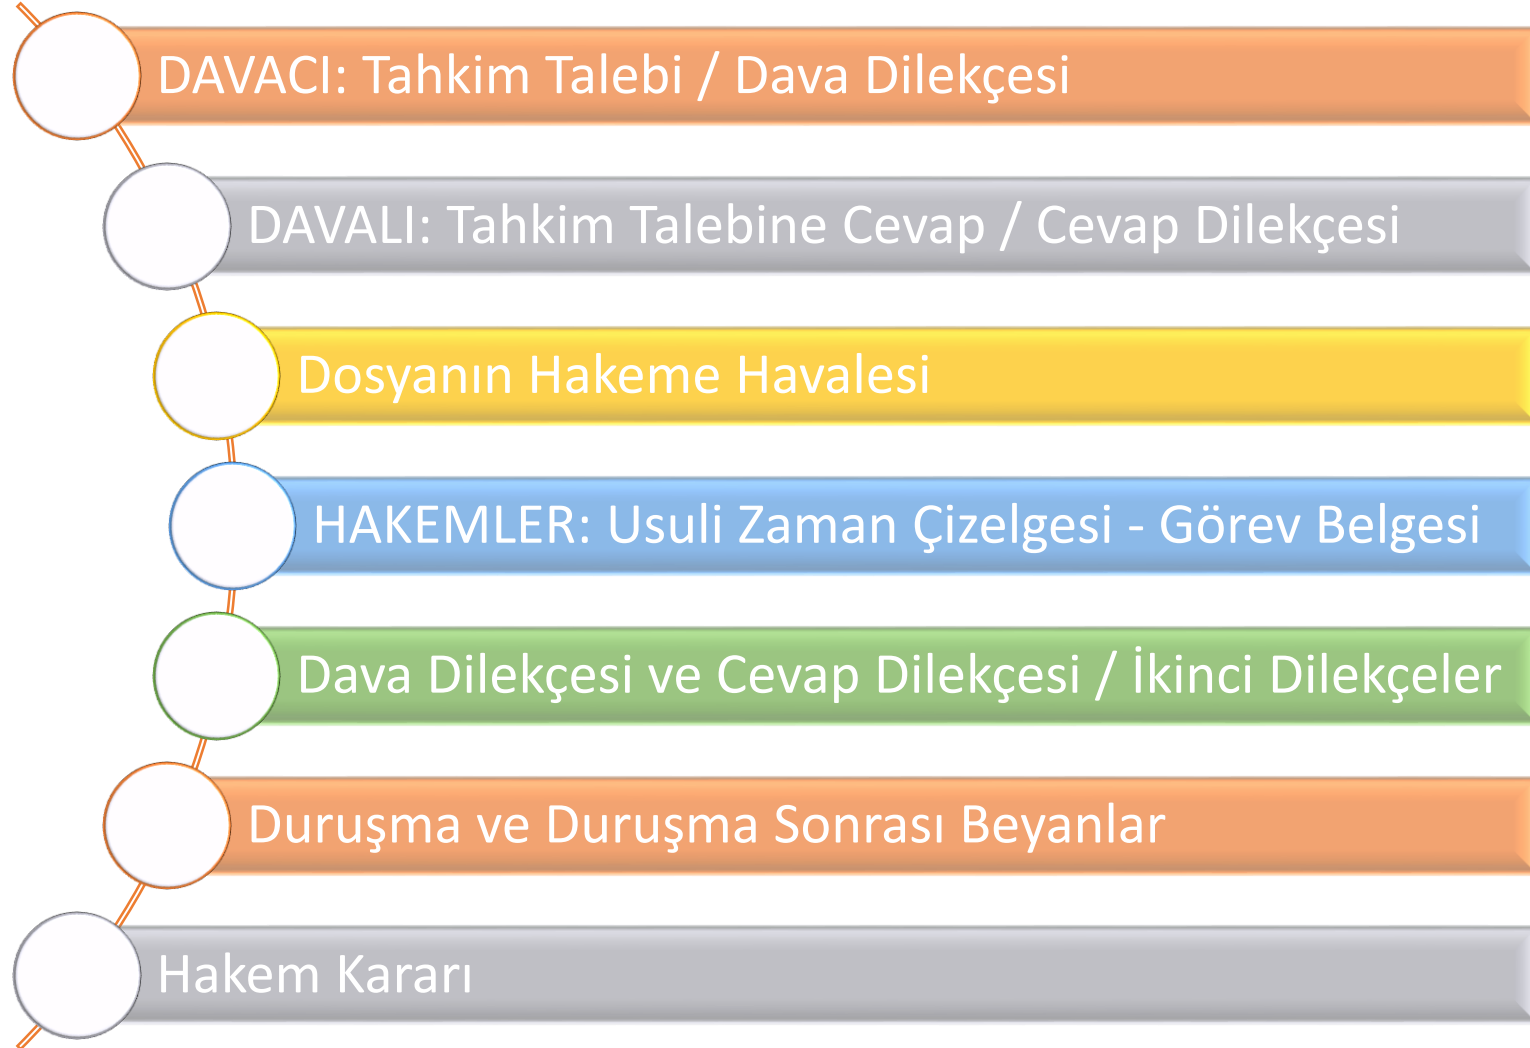 DAVACI: Tahkim Talebi / Dava Dilekçesi
DAVALI: Tahkim Talebine Cevap / Cevap Dilekçesi
Dosyanın Hakeme Havalesi
HAKEMLER: Usuli Zaman Çizelgesi - Görev Belgesi
Dava Dilekçesi ve Cevap Dilekçesi / İkinci Dilekçeler
Duruşma ve Duruşma Sonrası Beyanlar
Hakem Kararı